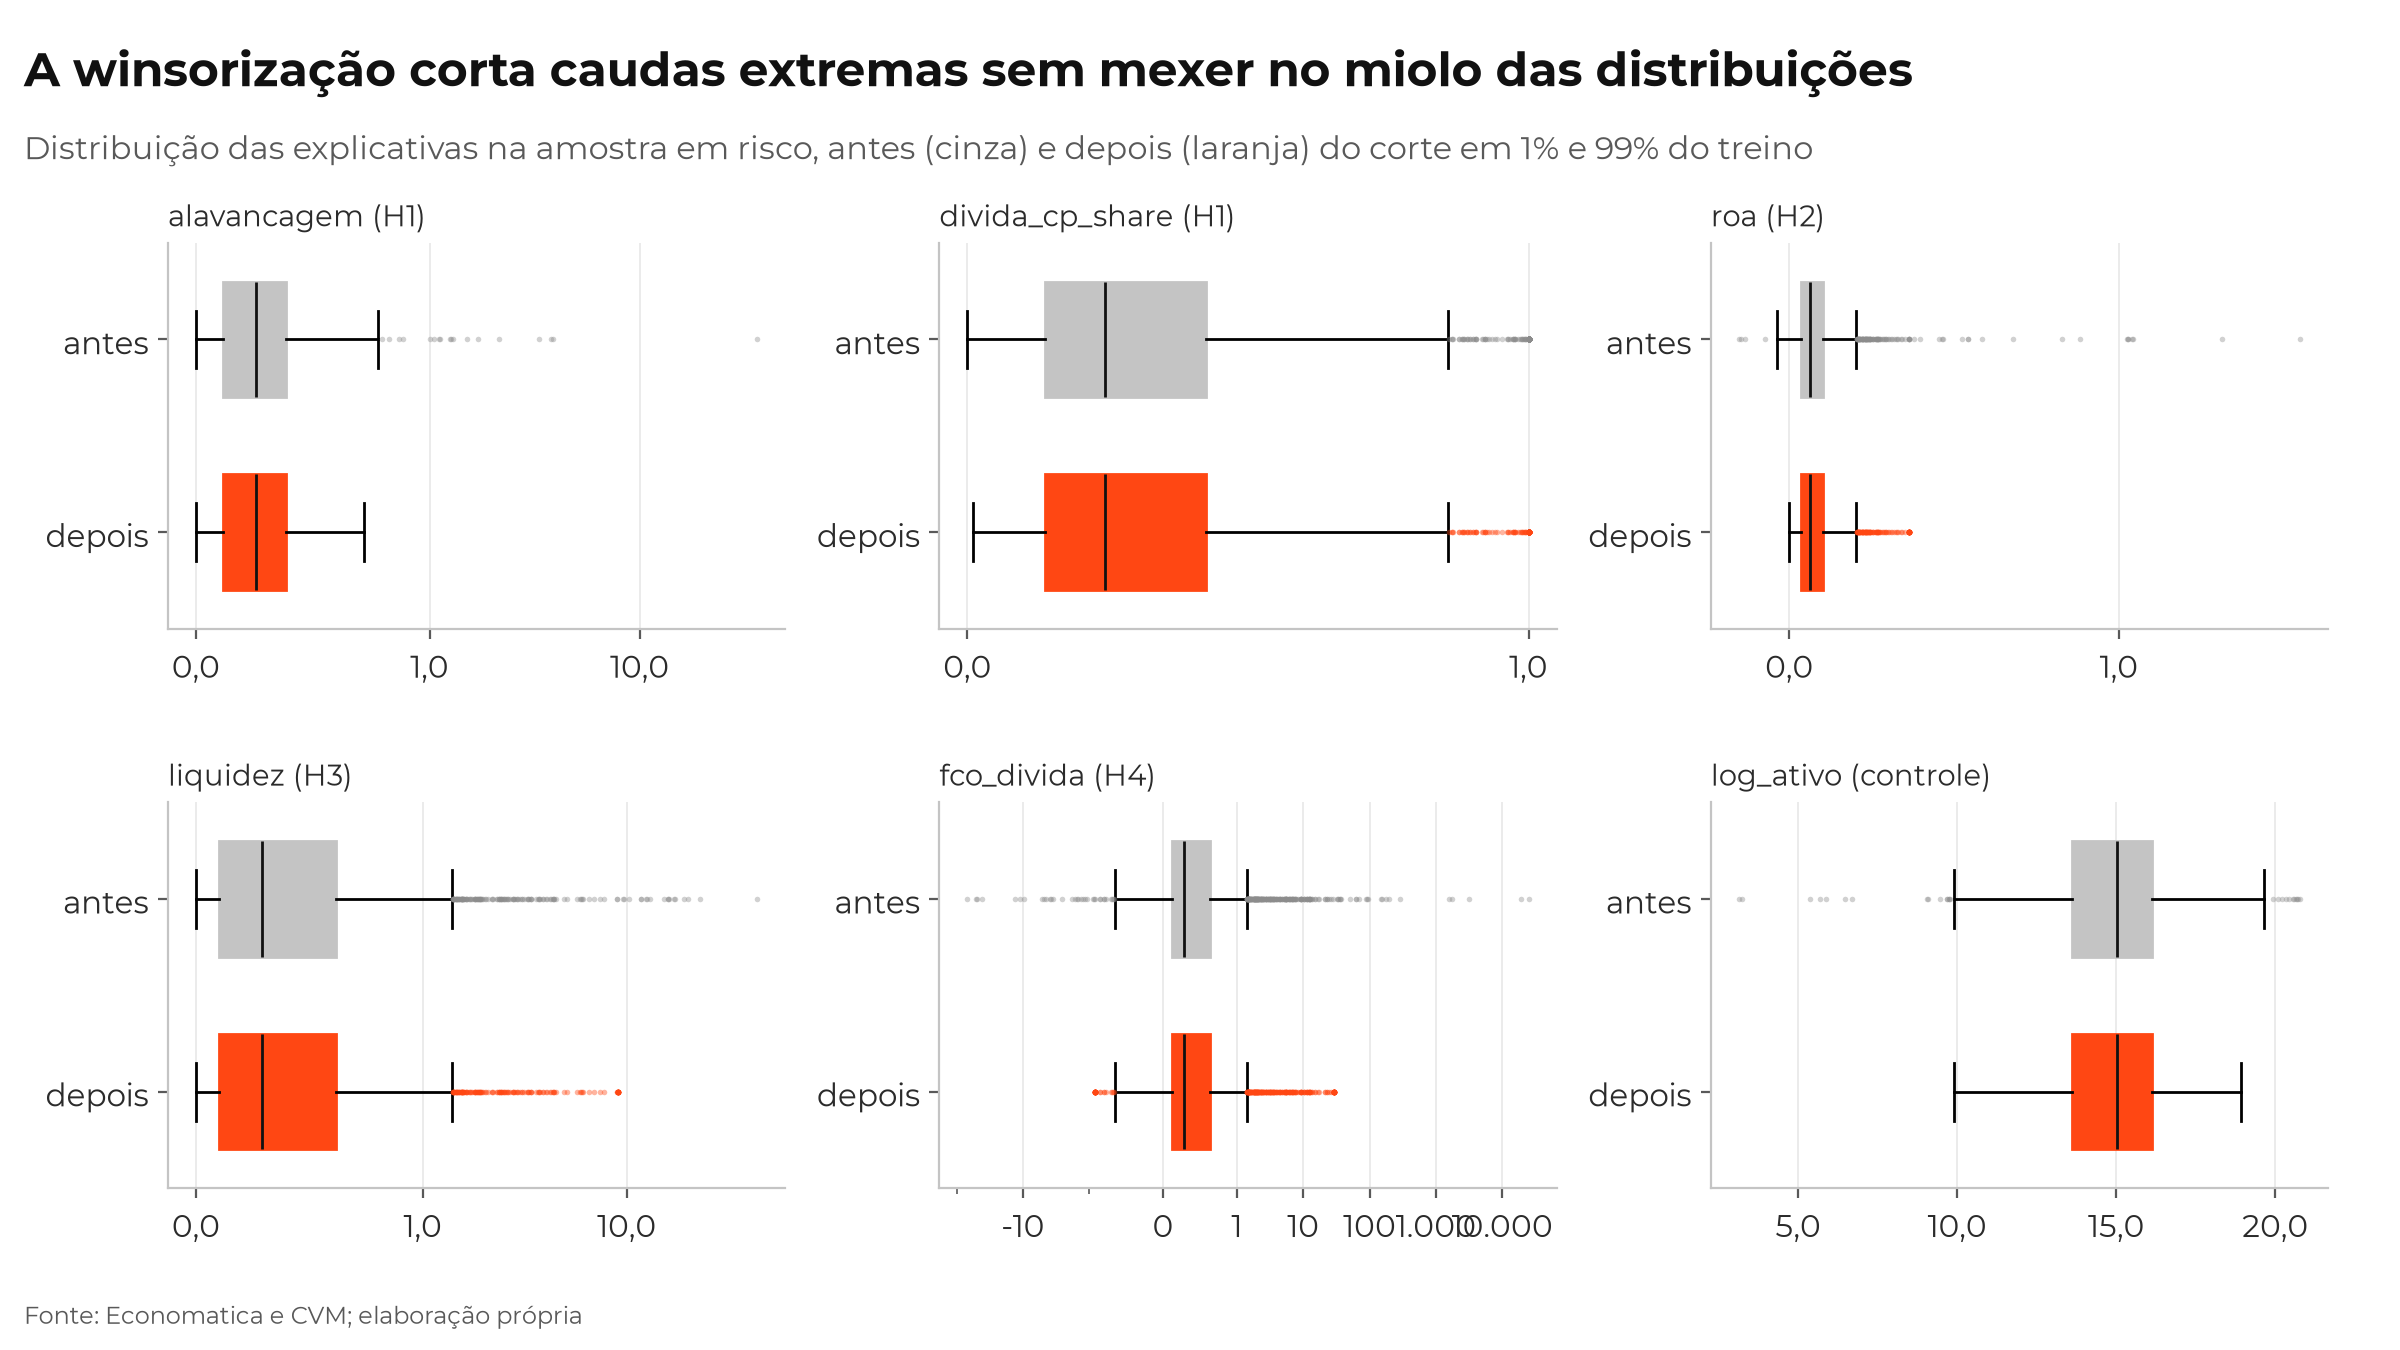 A winsorização corta caudas extremas sem mexer no miolo das distribuições
Distribuição das explicativas na amostra em risco, antes (cinza) e depois (laranja) do corte em 1% e 99% do treino
alavancagem (H1)
antes
depois
0,0 1,0 10,0
divida_cp_share (H1)
antes
depois
0,0 1,0
roa (H2)
antes
depois
0,0 1,0
liquidez (H3)
antes
depois
0,0 1,0 10,0
fco_divida (H4)
antes
depois
-10 0 1 10 100 1.000 10.000
log_ativo (controle)
antes
depois
5,0 10,0 15,0 20,0
Fonte: Economatica e CVM; elaboração própria